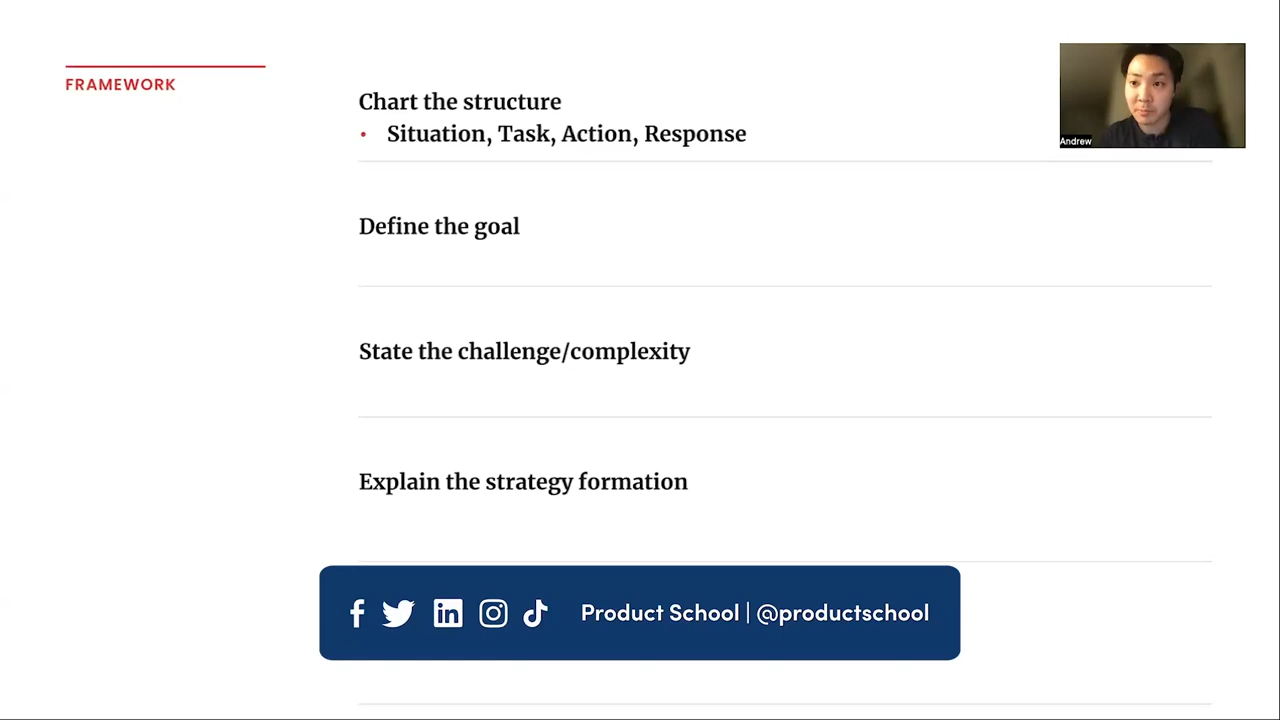 FRAMEWORK
Chart the structure
• Situation, Task, Action, Response
Andrew
Define the goal
State the challenge/complexity
Explain the strategy formation
Product School | @productschool